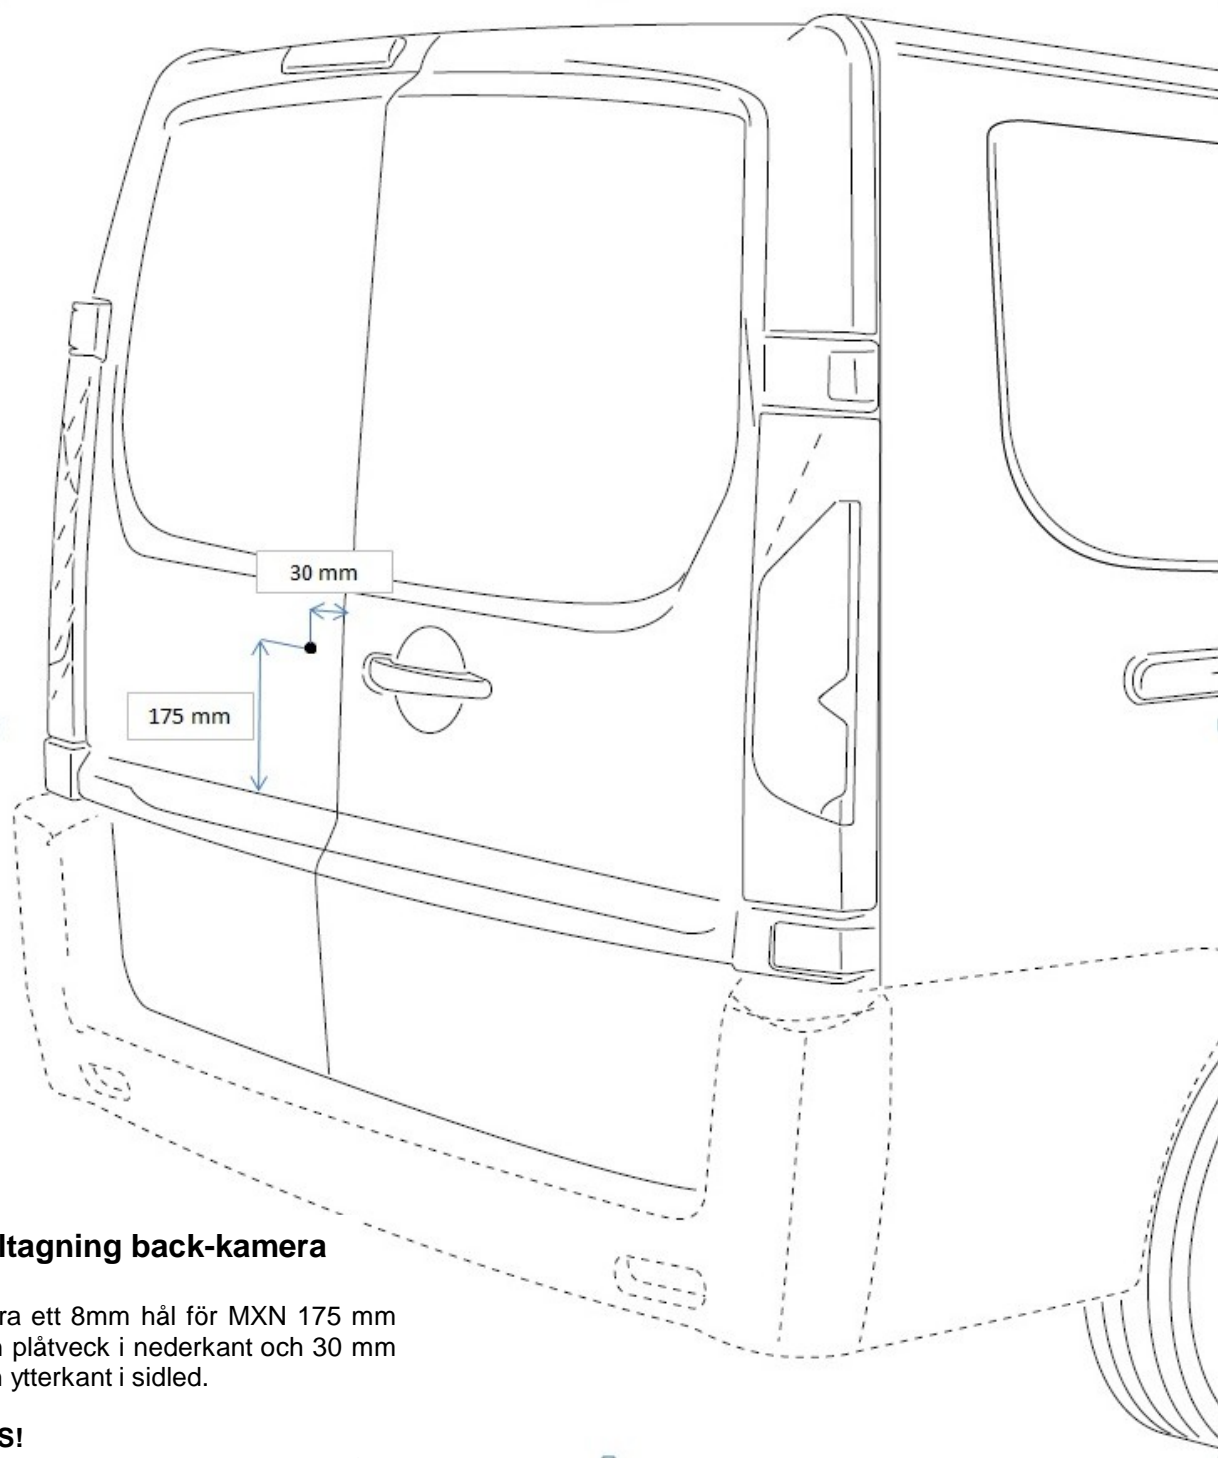 30 mm
175 mm
ltagning back-kamera
ra ett 8mm hål för MXN 175 mm
n plåtveck i nederkant och 30 mm
n ytterkant i sidled.
S!